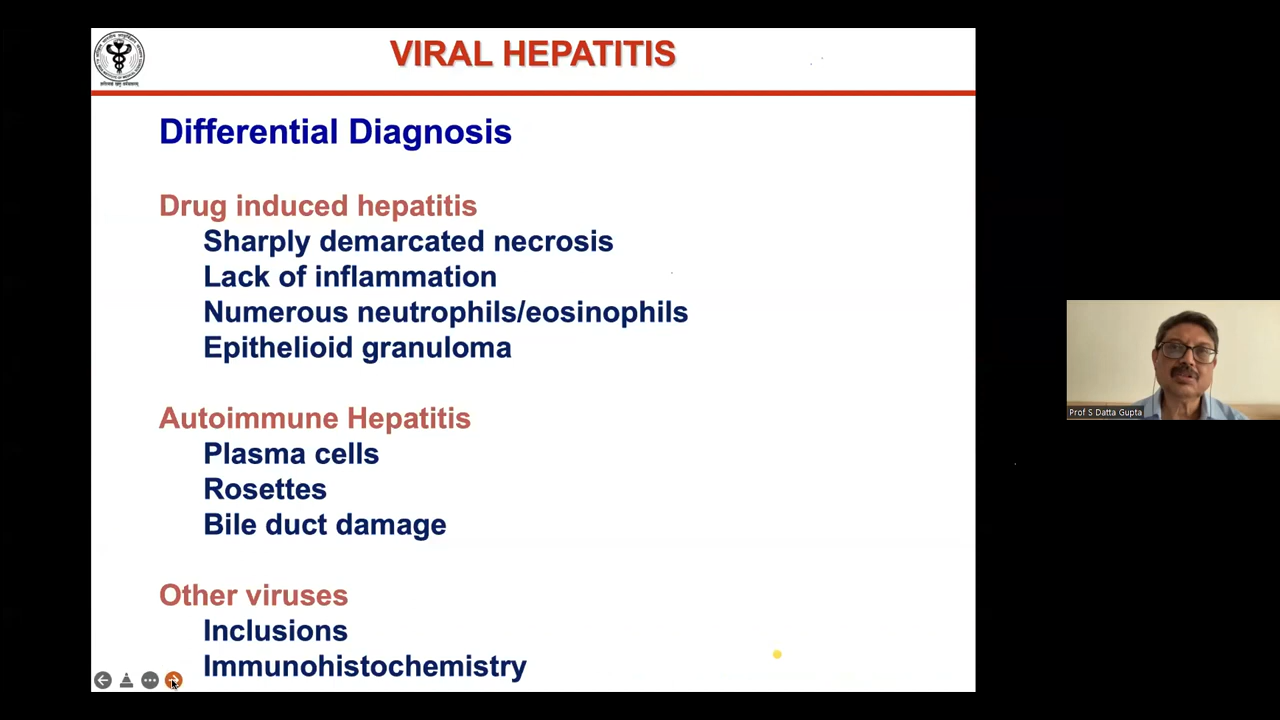 VIRAL HEPATITIS
Differential Diagnosis
Drug induced hepatitis
Sharply demarcated necrosis
Lack of inflammation
Numerous neutrophils/eosinophils
Epithelioid granuloma
Autoimmune Hepatitis
Plasma cells
Rosettes
Bile duct damage
Other viruses
Inclusions
Immunohistochemistry
Prof S Datta Gupta